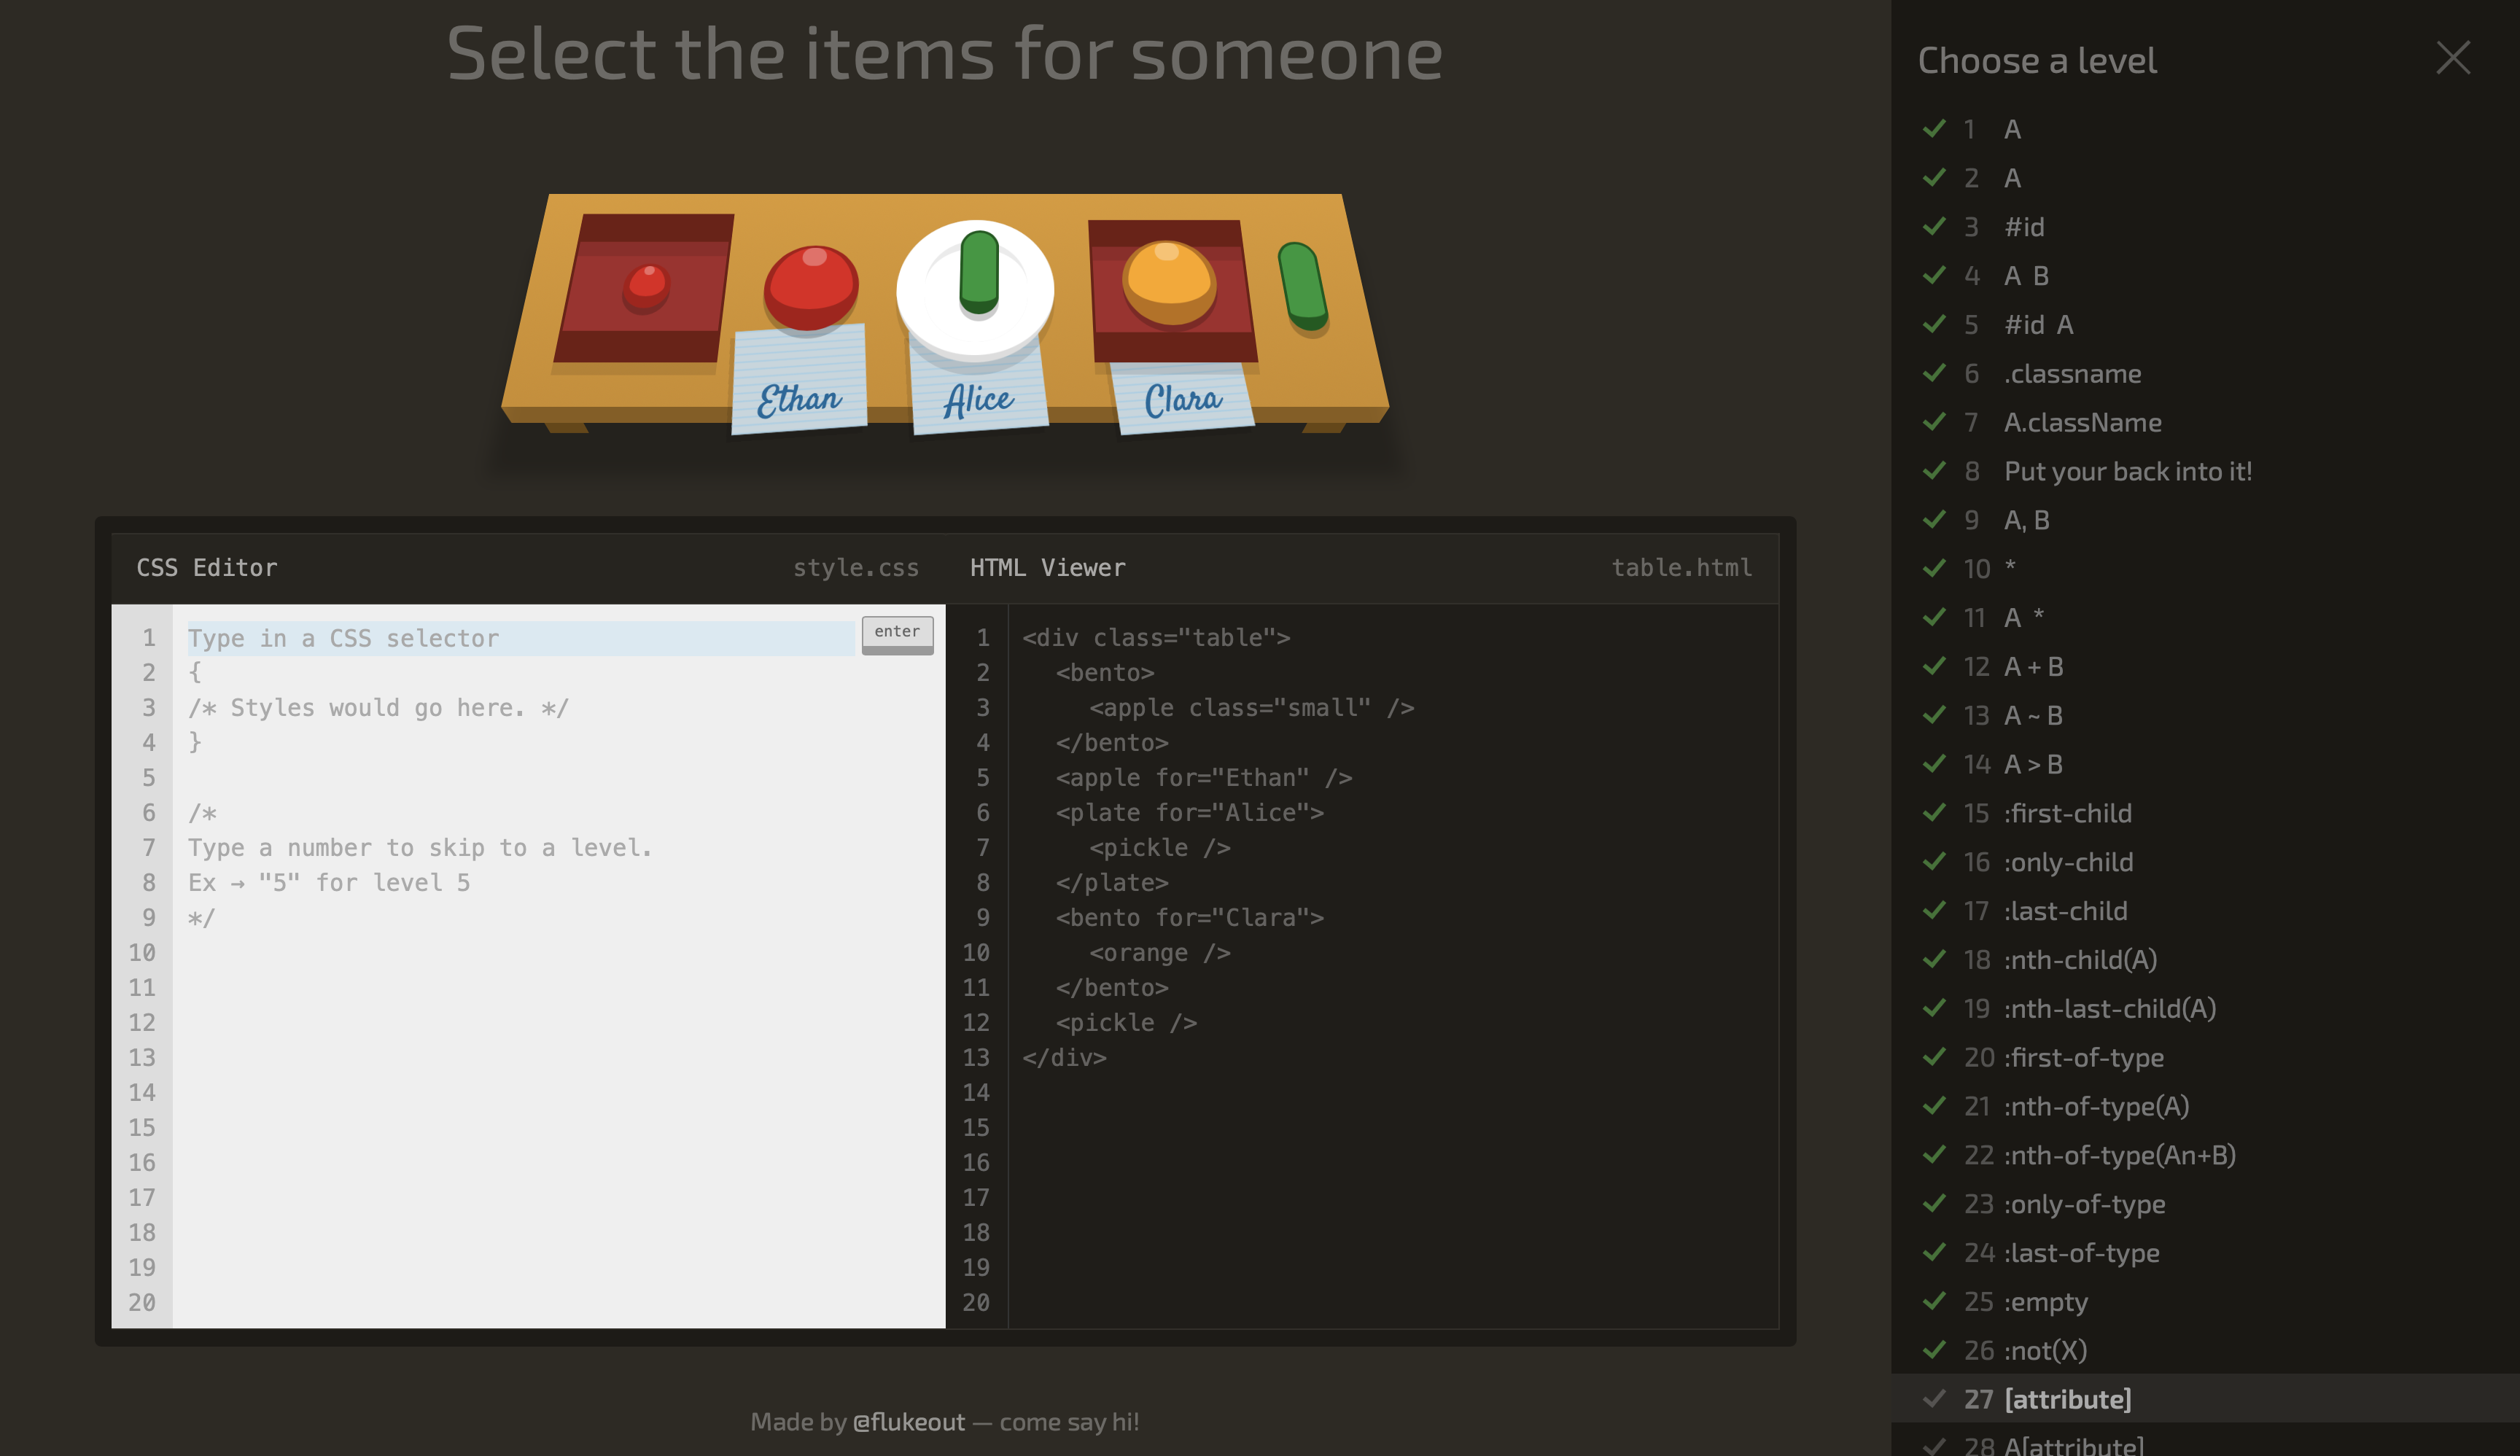 Select the items for someone
Ethan
Alice
Clara
CSS Editor
style.css
1 Type in a CSS selector
enter
2 {
3 /* Styles would go here. */
4 }
5
6 /*
7 Type a number to skip to a level.
8 Ex → "5" for level 5
9 */
10
11
12
13
14
15
16
17
18
19
20
HTML Viewer
table.html
1 <div class="table">
2 <bento>
3 <apple class="small" />
4 </bento>
5 <apple for="Ethan" />
6 <plate for="Alice">
7 <pickle />
8 </plate>
9 <bento for="Clara">
10 <orange />
11 </bento>
12 <pickle />
13 </div>
14
15
16
17
18
19
20
Made by @flukeout — come say hi!
Choose a level
1 A
2 A
3 #id
4 A B
5 #id A
6 .classname
7 A.className
8 Put your back into it!
9 A, B
10 *
11 A *
12 A + B
13 A ~ B
14 A > B
15 :first-child
16 :only-child
17 :last-child
18 :nth-child(A)
19 :nth-last-child(A)
20 :first-of-type
21 :nth-of-type(A)
22 :nth-of-type(An+B)
23 :only-of-type
24 :last-of-type
25 :empty
26 :not(X)
27 [attribute]
28 A[attribute]